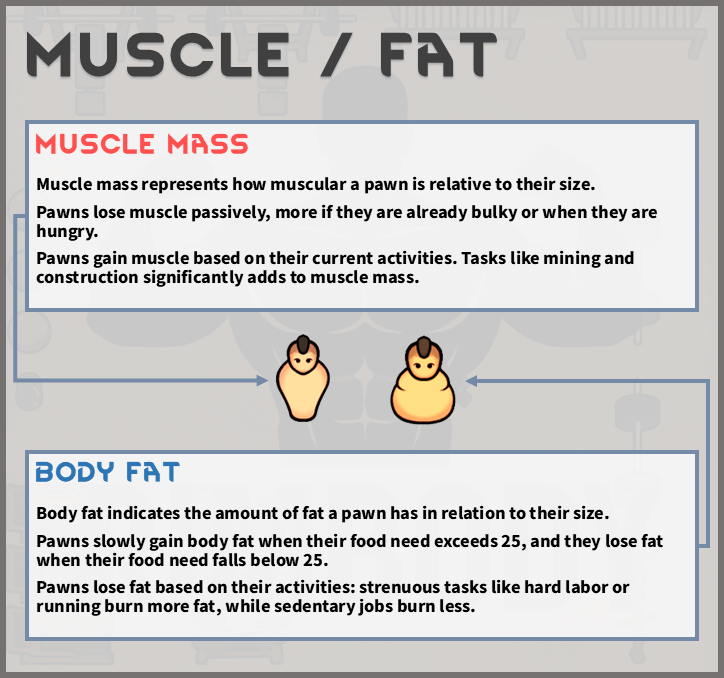 MUSCLE / FAT
MUSCLE MASS
Muscle mass represents how muscular a pawn is relative to their size.
Pawns lose muscle passively, more if they are already bulky or when they are
hungry.
Pawns gain muscle based on their current activities. Tasks like mining and
construction significantly adds to muscle mass.
BODY FAT
Body fat indicates the amount of fat a pawn has in relation to their size.
Pawns slowly gain body fat when their food need exceeds 25, and they lose fat
when their food need falls below 25.
Pawns lose fat based on their activities: strenuous tasks like hard labor or
running burn more fat, while sedentary jobs burn less.